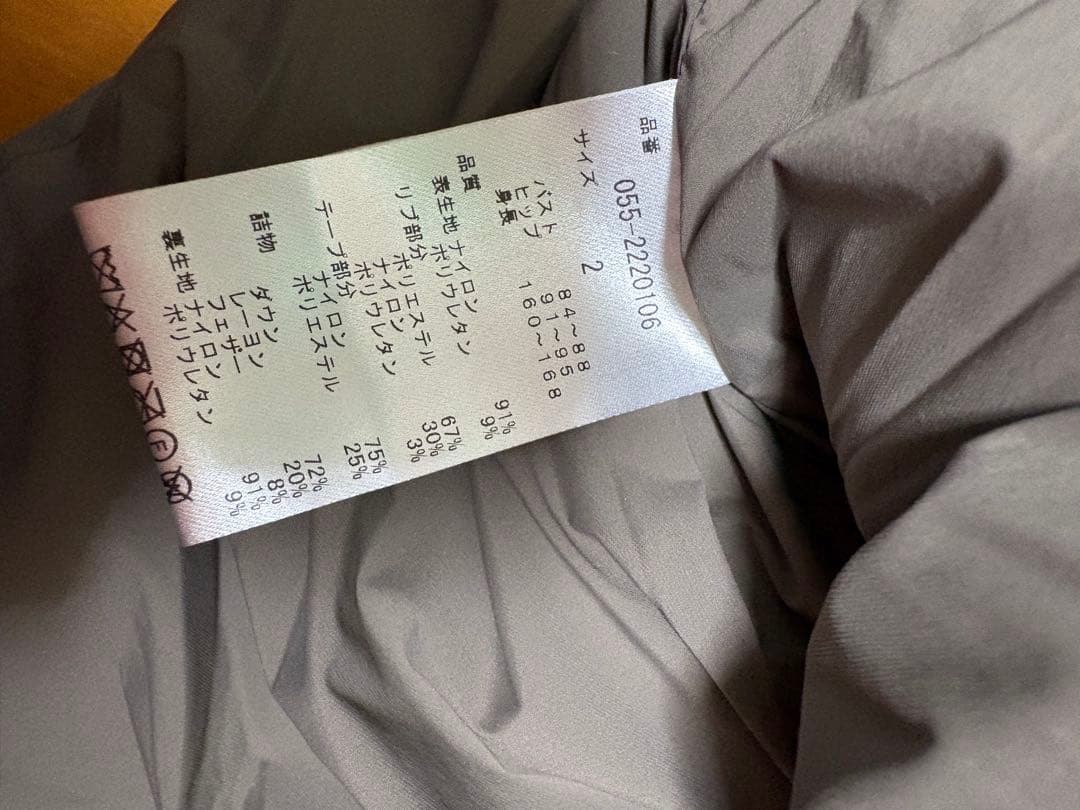 品番 055-2220106
サイズ 2
バスト 84～88
ヒップ 91～95
身長 160～168
品質
表生地 ナイロン 91%
ポリウレタン 9%
リブ部分 ポリエステル 67%
ナイロン 30%
ポリウレタン 3%
テープ部分
ナイロン 75%
ポリエステル 25%
詰物 ダウン 72%
レーヨン 20%
フェザー 8%
裏生地 ナイロン 91%
ポリウレタン 9%
F
W